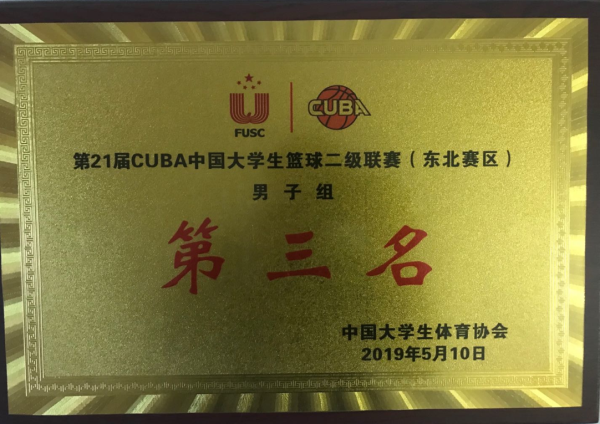 FUSC
CUBA
第21届CUBA中国大学生篮球二级联赛（东北赛区）
男子组
第三名
中国大学生体育协会
2019年5月10日